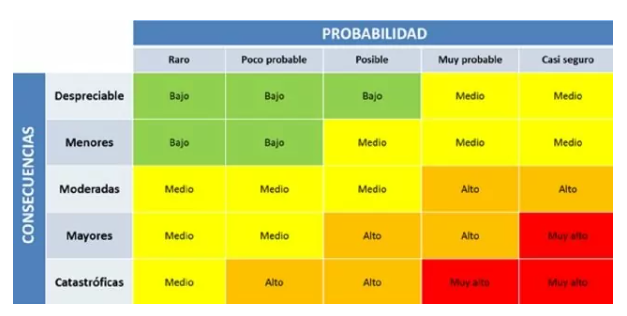 PROBABILIDAD
Raro Poco probable Posible Muy probable Casi seguro
CONSECUENCIAS
Despreciable Bajo Bajo Bajo Medio Medio
Menores Bajo Bajo Medio Medio Medio
Moderadas Medio Medio Medio Alto Alto
Mayores Medio Medio Alto Alto Muy alto
Catastróficas Medio Alto Alto Muy alto Muy alto